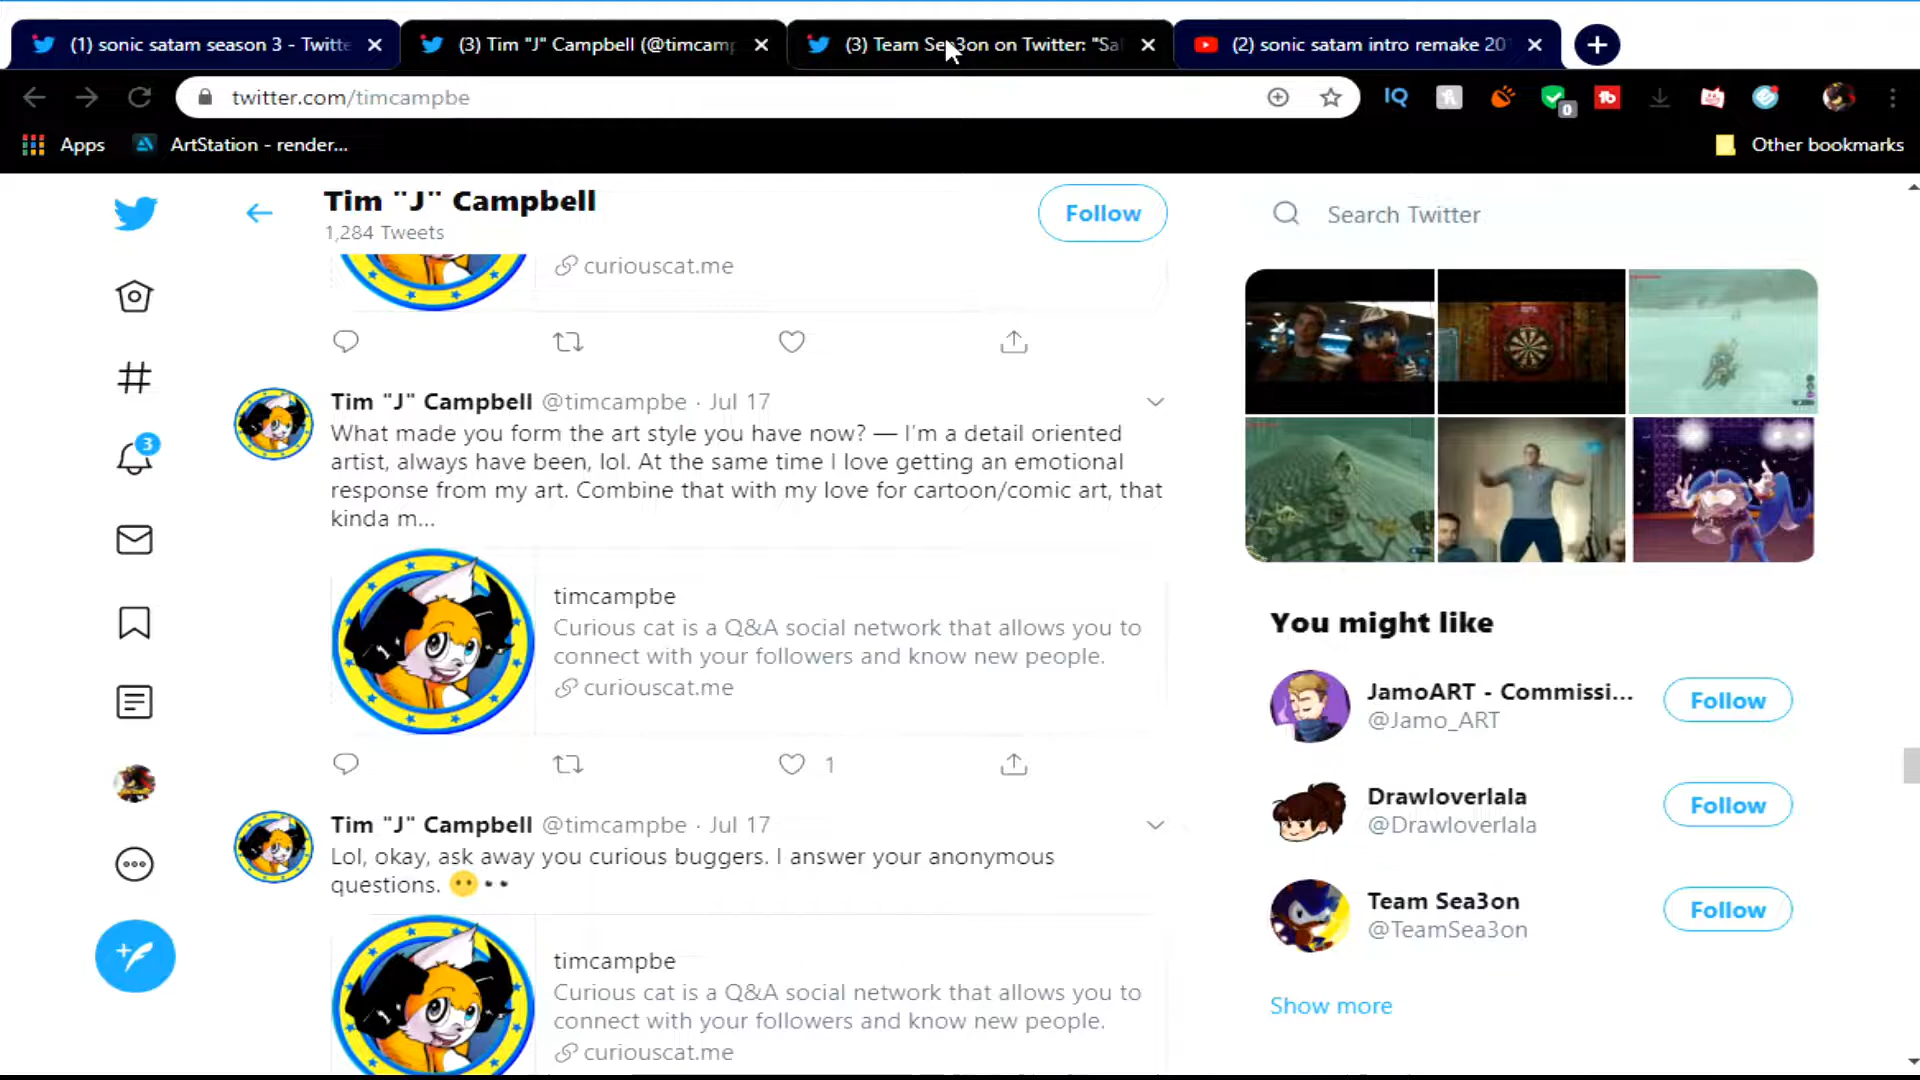 (1) sonic satam season 3 - Twitte
(3) Tim "J" Campbell (@timcamp
(3) Team Sea3on on Twitter: "Sa
(2) sonic satam intro remake 20
twitter.com/timcampbe
IQ
0
Apps
ArtStation - render...
Other bookmarks
Tim "J" Campbell
1,284 Tweets
Follow
Search Twitter
curiouscat.me
3
Tim "J" Campbell @timcampbe · Jul 17
What made you form the art style you have now? — I'm a detail oriented
artist, always have been, lol. At the same time I love getting an emotional
response from my art. Combine that with my love for cartoon/comic art, that
kinda m...
timcampbe
Curious cat is a Q&A social network that allows you to
connect with your followers and know new people.
curiouscat.me
1
Tim "J" Campbell @timcampbe · Jul 17
Lol, okay, ask away you curious buggers. I answer your anonymous
questions.
timcampbe
Curious cat is a Q&A social network that allows you to
connect with your followers and know new people.
curiouscat.me
You might like
JamoART - Commissi...
@Jamo_ART
Follow
Drawloverlala
@Drawloverlala
Follow
Team Sea3on
@TeamSea3on
Follow
Show more